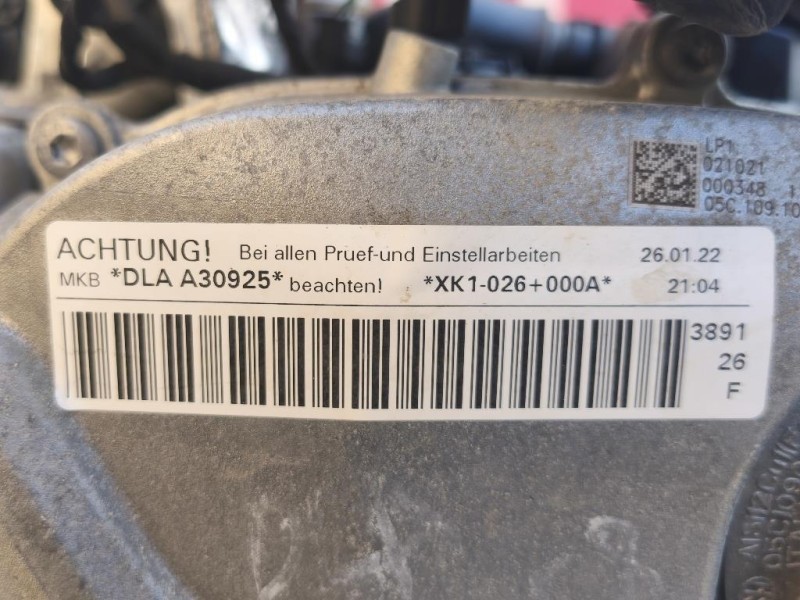 LP1
021021
000348 1
05C.109.10
ACHTUNG! Bei allen Pruef-und Einstellarbeiten 26.01.22
MKB *DLA A30925* beachten! *XK1-026+000A* 21:04
3891
26
F